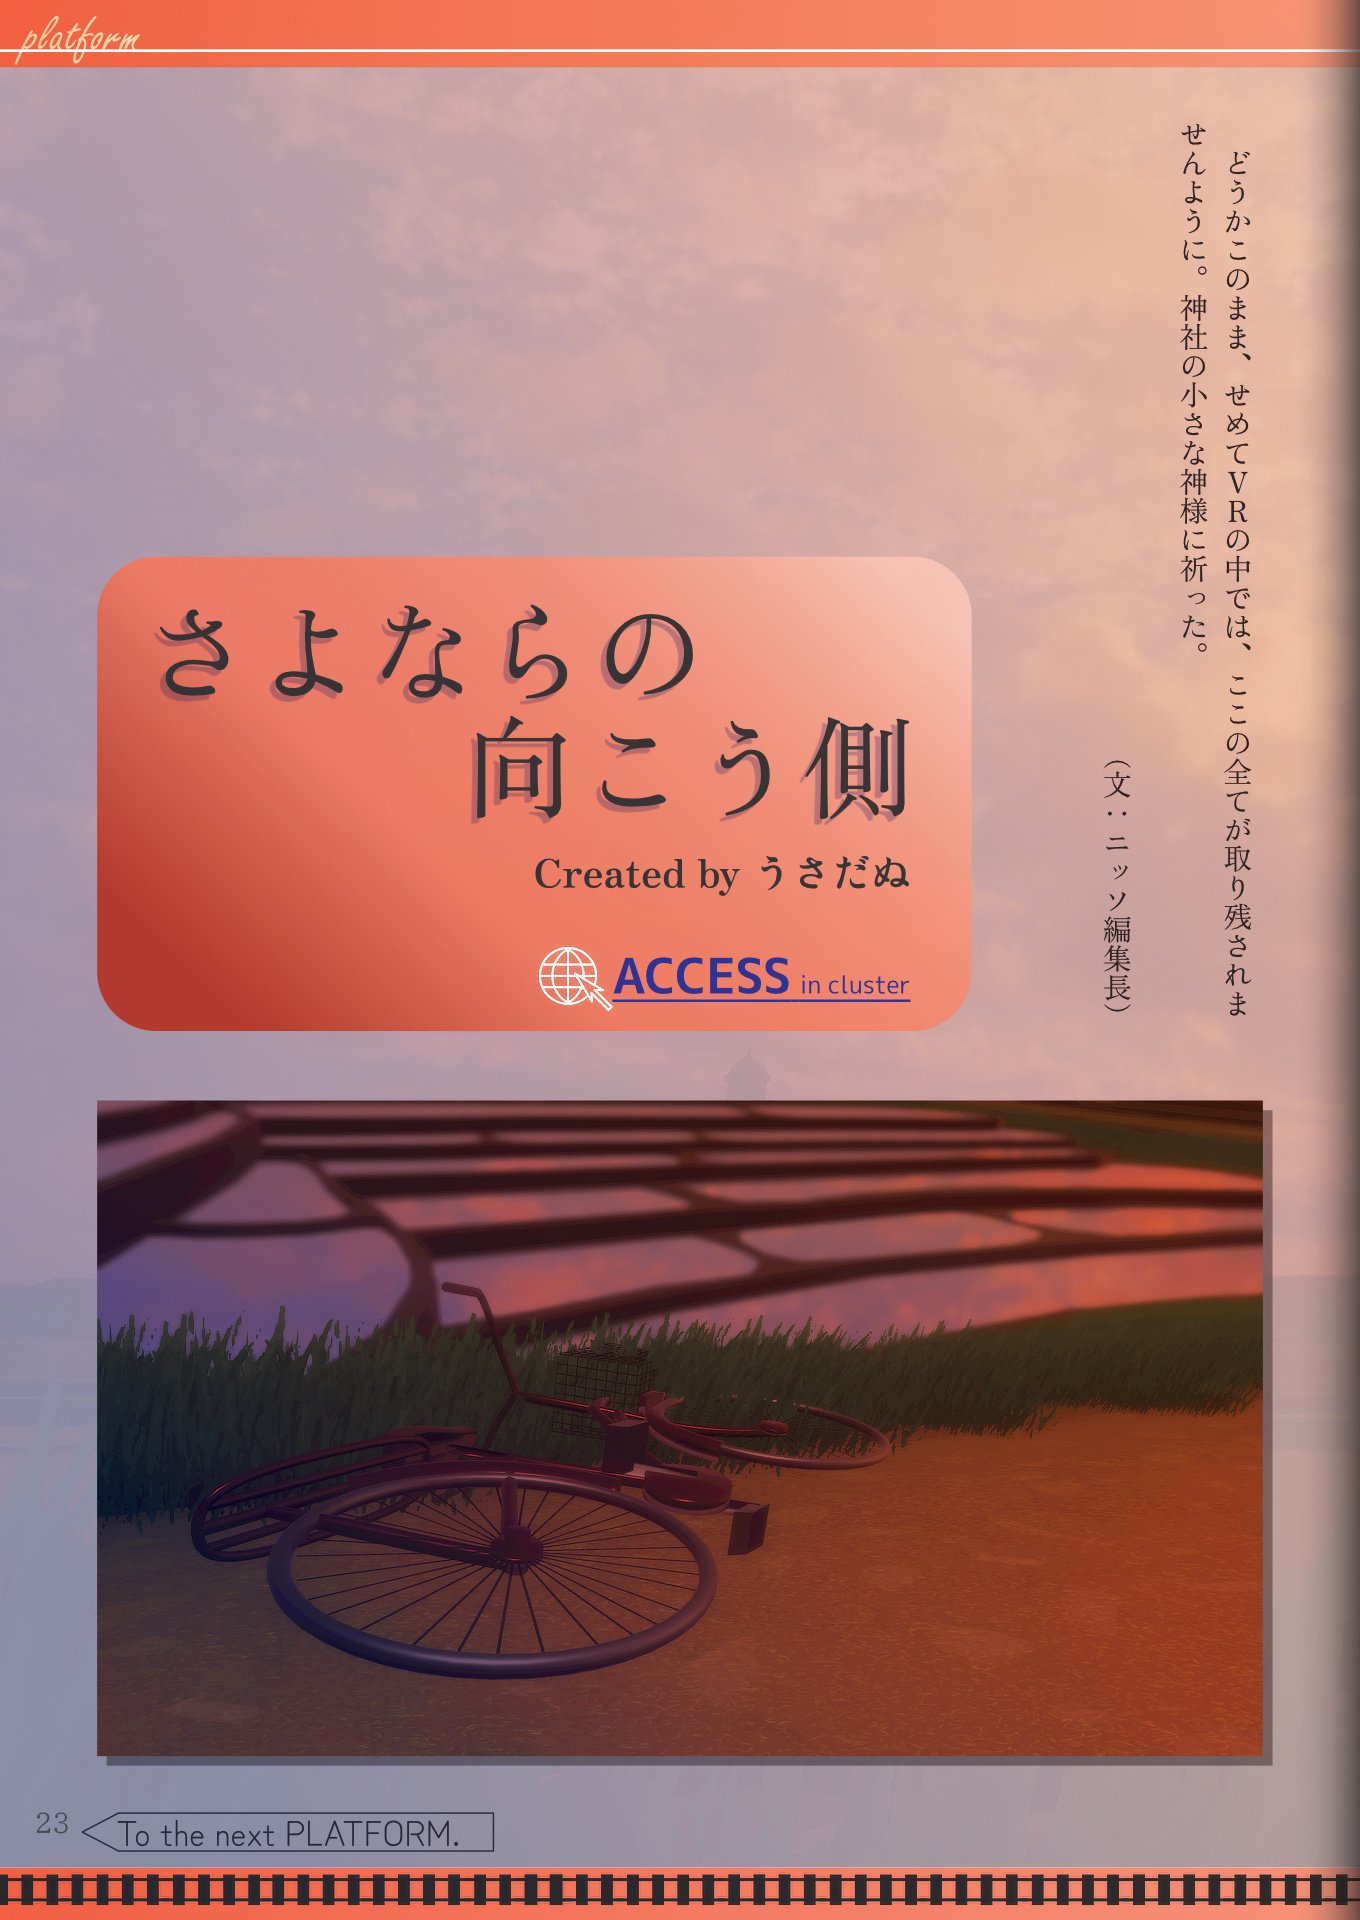 platform
どうかこのまま、せめてVRの中では、ここの全てが取り残されま
せんように。神社の小さな神様に祈った。
（文：ニッソ編集長）
さよならの
向こう側
Created by うさだぬ
ACCESS in cluster
23
To the next PLATFORM.